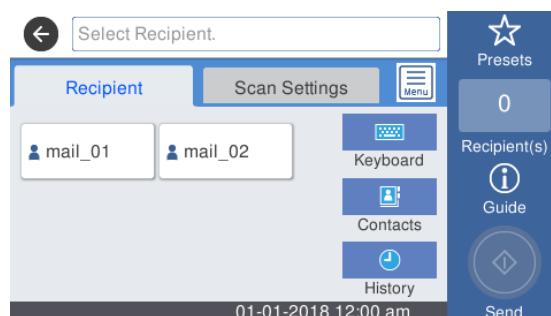 Select Recipient.
Presets
Recipient
Scan Settings
Menu
0
Recipient(s)
mail_01
mail_02
Keyboard
Guide
Contacts
History
01-01-2018 12:00 am
Send